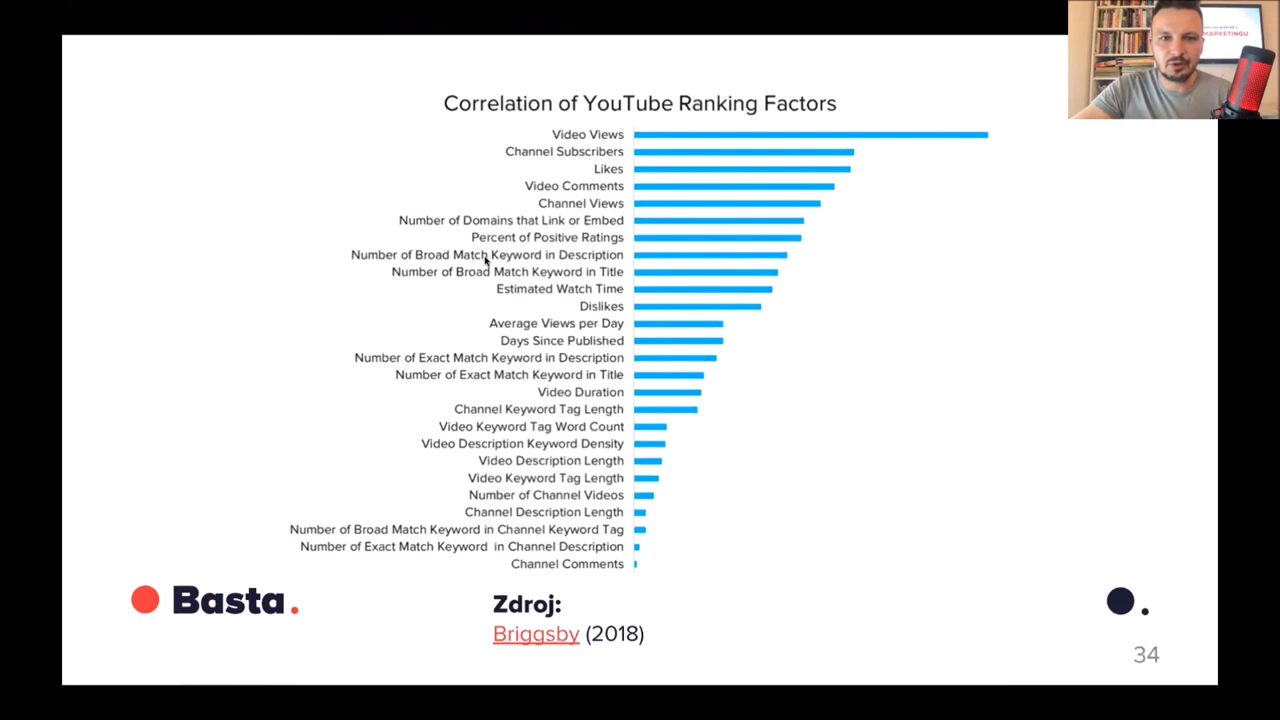 MARKETINGU
Correlation of YouTube Ranking Factors
Video Views
Channel Subscribers
Likes
Video Comments
Channel Views
Number of Domains that Link or Embed
Percent of Positive Ratings
Number of Broad Match Keyword in Description
Number of Broad Match Keyword in Title
Estimated Watch Time
Dislikes
Average Views per Day
Days Since Published
Number of Exact Match Keyword in Description
Number of Exact Match Keyword in Title
Video Duration
Channel Keyword Tag Length
Video Keyword Tag Word Count
Video Description Keyword Density
Video Description Length
Video Keyword Tag Length
Number of Channel Videos
Channel Description Length
Number of Broad Match Keyword in Channel Keyword Tag
Number of Exact Match Keyword in Channel Description
Channel Comments
Basta.
Zdroj:
Briggsby (2018)
34